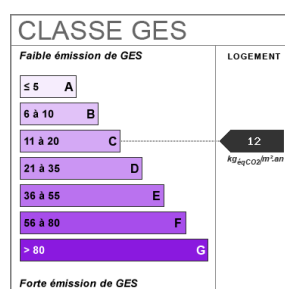 CLASSE GES
Faible émission de GES
LOGEMENT
≤ 5 A
6 à 10 B
11 à 20 C
12
kgéqCO2/m².an
21 à 35 D
36 à 55 E
56 à 80 F
> 80 G
Forte émission de GES